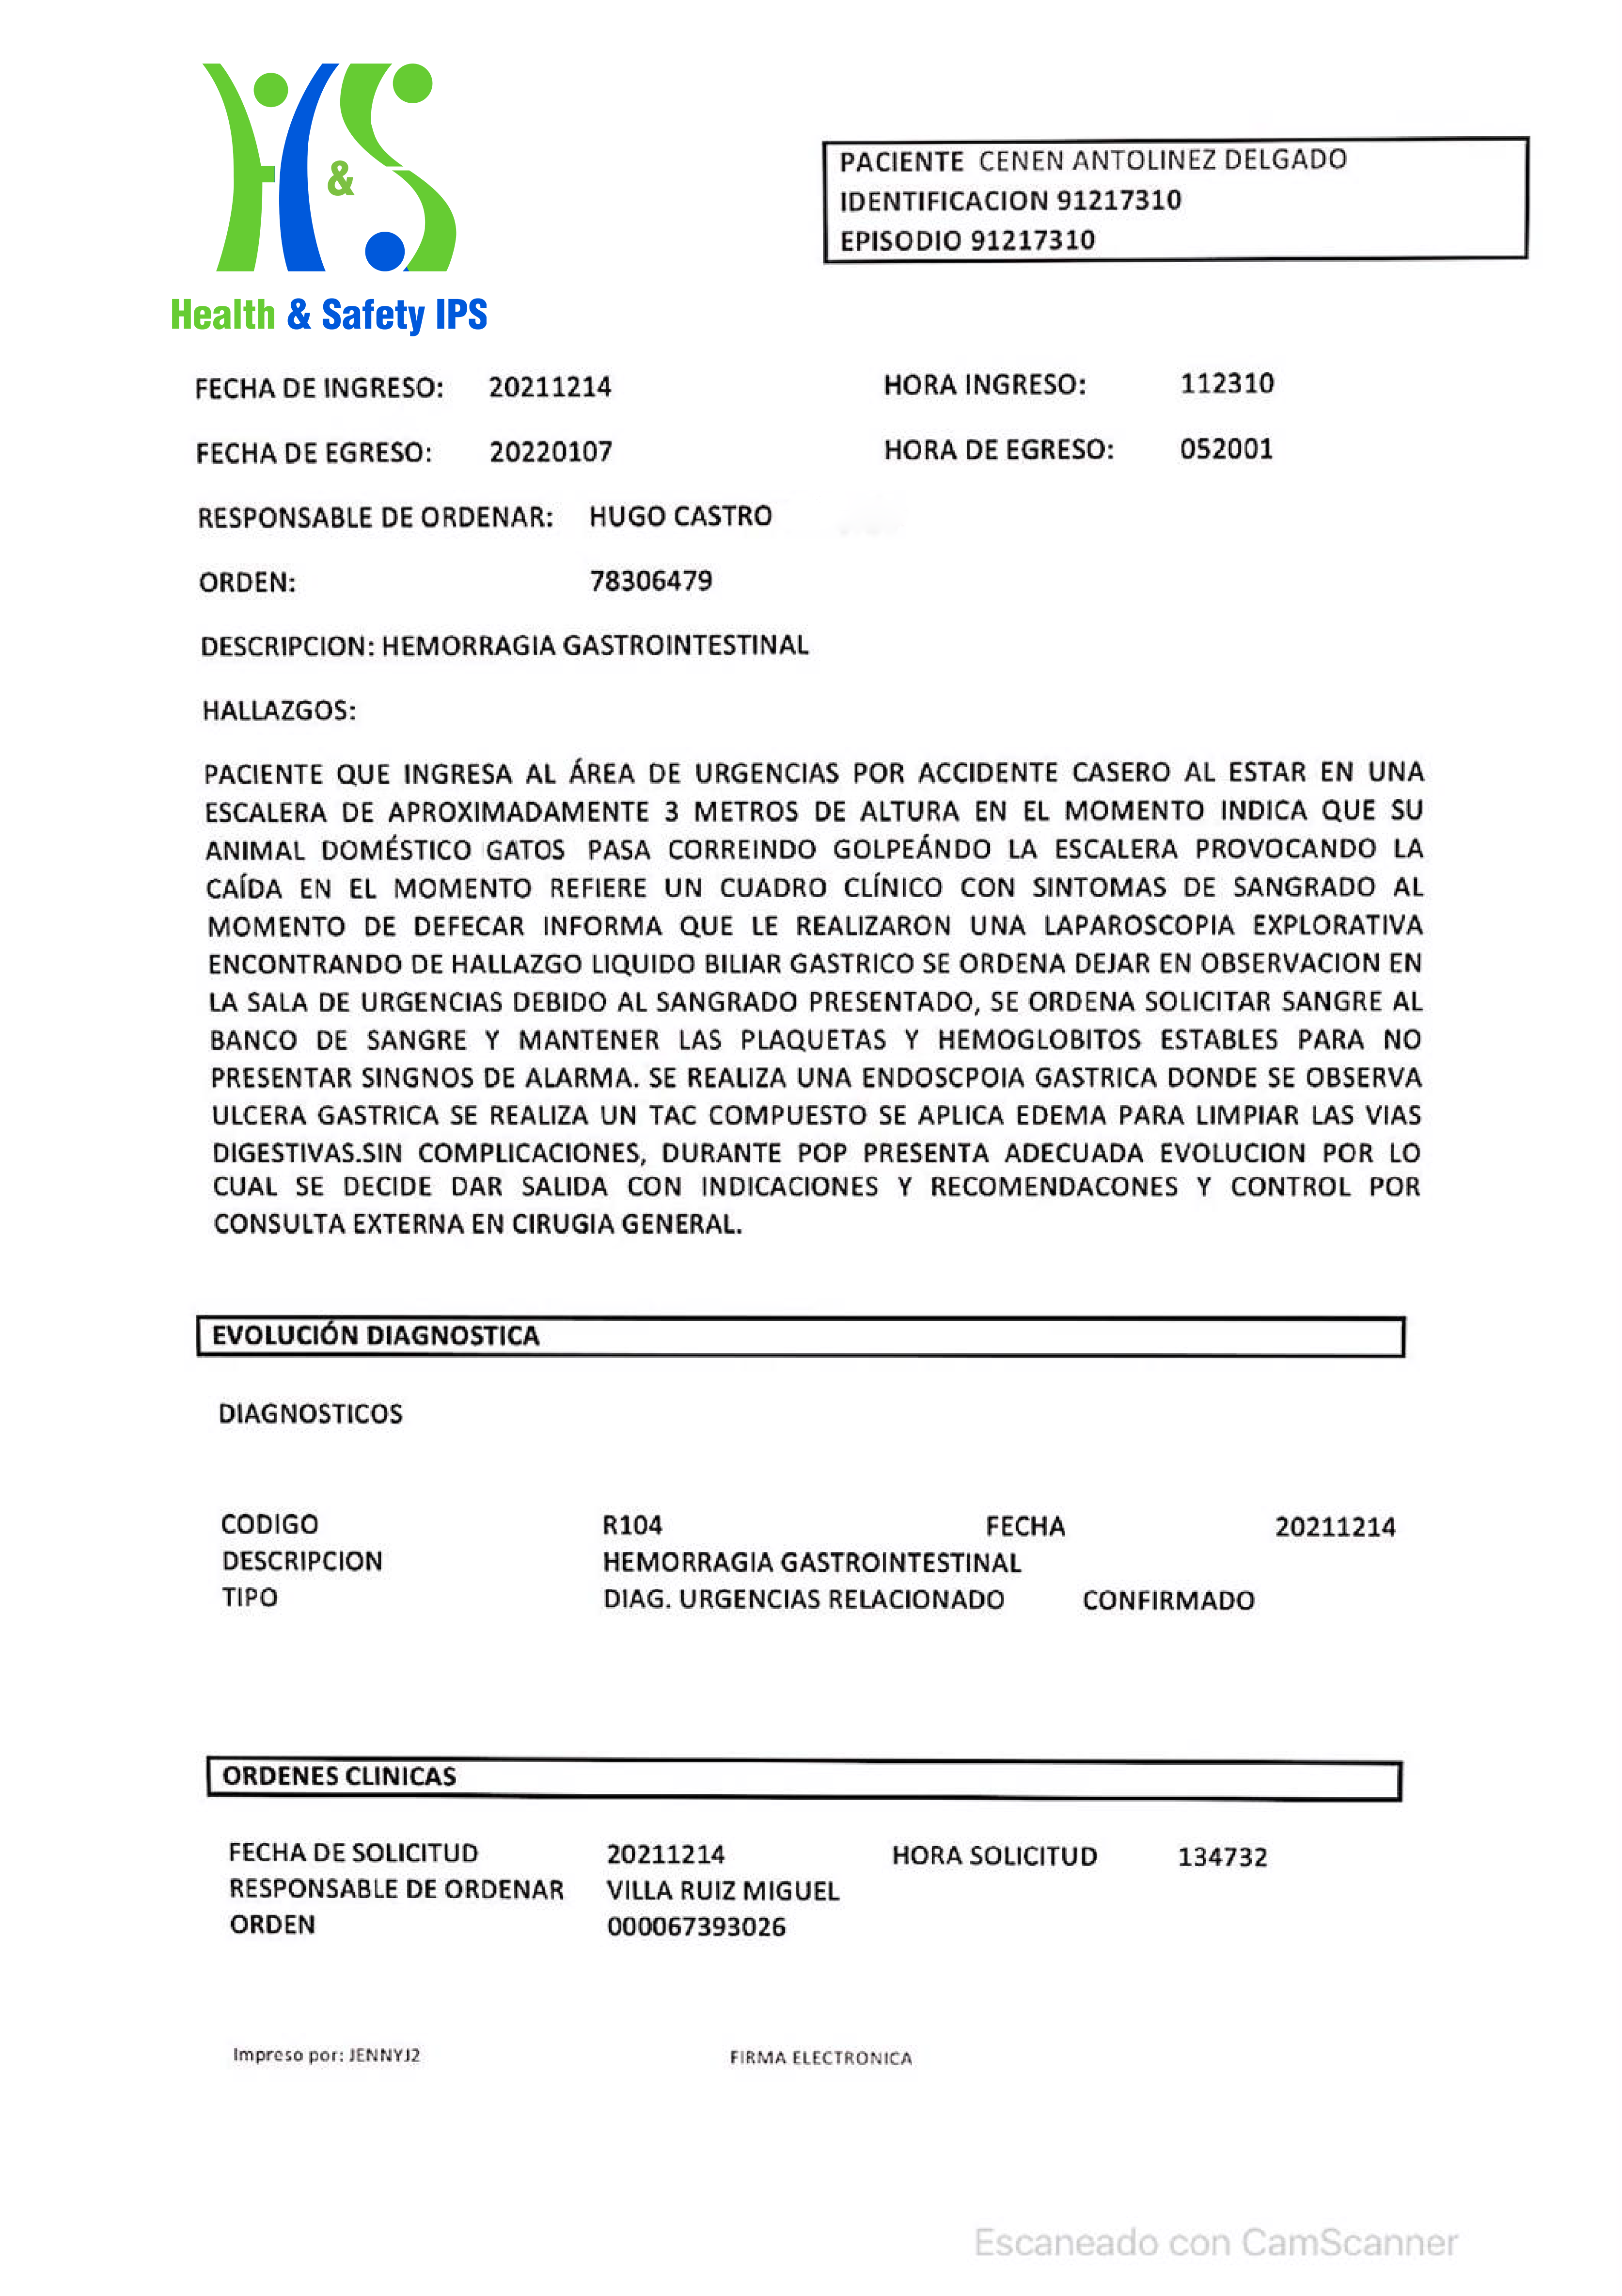 H&S
Health & Safety IPS
PACIENTE CENEN ANTOLINEZ DELGADO
IDENTIFICACION 91217310
EPISODIO 91217310
FECHA DE INGRESO: 20211214 HORA INGRESO: 112310
FECHA DE EGRESO: 20220107 HORA DE EGRESO: 052001
RESPONSABLE DE ORDENAR: HUGO CASTRO
ORDEN: 78306479
DESCRIPCION: HEMORRAGIA GASTROINTESTINAL
HALLAZGOS:
PACIENTE QUE INGRESA AL ÁREA DE URGENCIAS POR ACCIDENTE CASERO AL ESTAR EN UNA
ESCALERA DE APROXIMADAMENTE 3 METROS DE ALTURA EN EL MOMENTO INDICA QUE SU
ANIMAL DOMÉSTICO GATOS PASA CORREINDO GOLPEÁNDO LA ESCALERA PROVOCANDO LA
CAÍDA EN EL MOMENTO REFIERE UN CUADRO CLÍNICO CON SINTOMAS DE SANGRADO AL
MOMENTO DE DEFECAR INFORMA QUE LE REALIZARON UNA LAPAROSCOPIA EXPLORATIVA
ENCONTRANDO DE HALLAZGO LIQUIDO BILIAR GASTRICO SE ORDENA DEJAR EN OBSERVACION EN
LA SALA DE URGENCIAS DEBIDO AL SANGRADO PRESENTADO, SE ORDENA SOLICITAR SANGRE AL
BANCO DE SANGRE Y MANTENER LAS PLAQUETAS Y HEMOGLOBITOS ESTABLES PARA NO
PRESENTAR SINGNOS DE ALARMA. SE REALIZA UNA ENDOSCPOIA GASTRICA DONDE SE OBSERVA
ULCERA GASTRICA SE REALIZA UN TAC COMPUESTO SE APLICA EDEMA PARA LIMPIAR LAS VIAS
DIGESTIVAS.SIN COMPLICACIONES, DURANTE POP PRESENTA ADECUADA EVOLUCION POR LO
CUAL SE DECIDE DAR SALIDA CON INDICACIONES Y RECOMENDACONES Y CONTROL POR
CONSULTA EXTERNA EN CIRUGIA GENERAL.
EVOLUCIÓN DIAGNOSTICA
DIAGNOSTICOS
CODIGO R104 FECHA 20211214
DESCRIPCION HEMORRAGIA GASTROINTESTINAL
TIPO DIAG. URGENCIAS RELACIONADO CONFIRMADO
ORDENES CLINICAS
FECHA DE SOLICITUD 20211214 HORA SOLICITUD 134732
RESPONSABLE DE ORDENAR VILLA RUIZ MIGUEL
ORDEN 000067393026
Impreso por: JENNYJ2 FIRMA ELECTRONICA
Escaneado con CamScanner